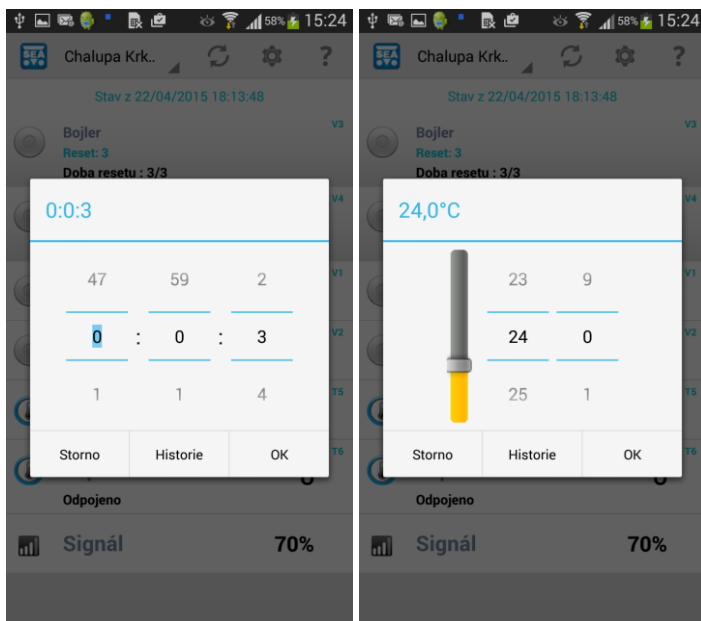 58% 15:24
SEA Chalupa Krk.. ?
Stav z 22/04/2015 18:13:48
Bojler V3
Reset: 3
Doba resetu : 3/3
V4
0:0:3
47 59 2
V1
0 : 0 : 3
V2
1 1 4
T5
Storno Historie OK
T6
Odpojeno
Signál 70%
58% 15:24
SEA Chalupa Krk.. ?
Stav z 22/04/2015 18:13:48
Bojler V3
Reset: 3
Doba resetu : 3/3
V4
24,0°C
23 9
V1
24 0
V2
25 1
T5
Storno Historie OK
T6
Odpojeno
Signál 70%